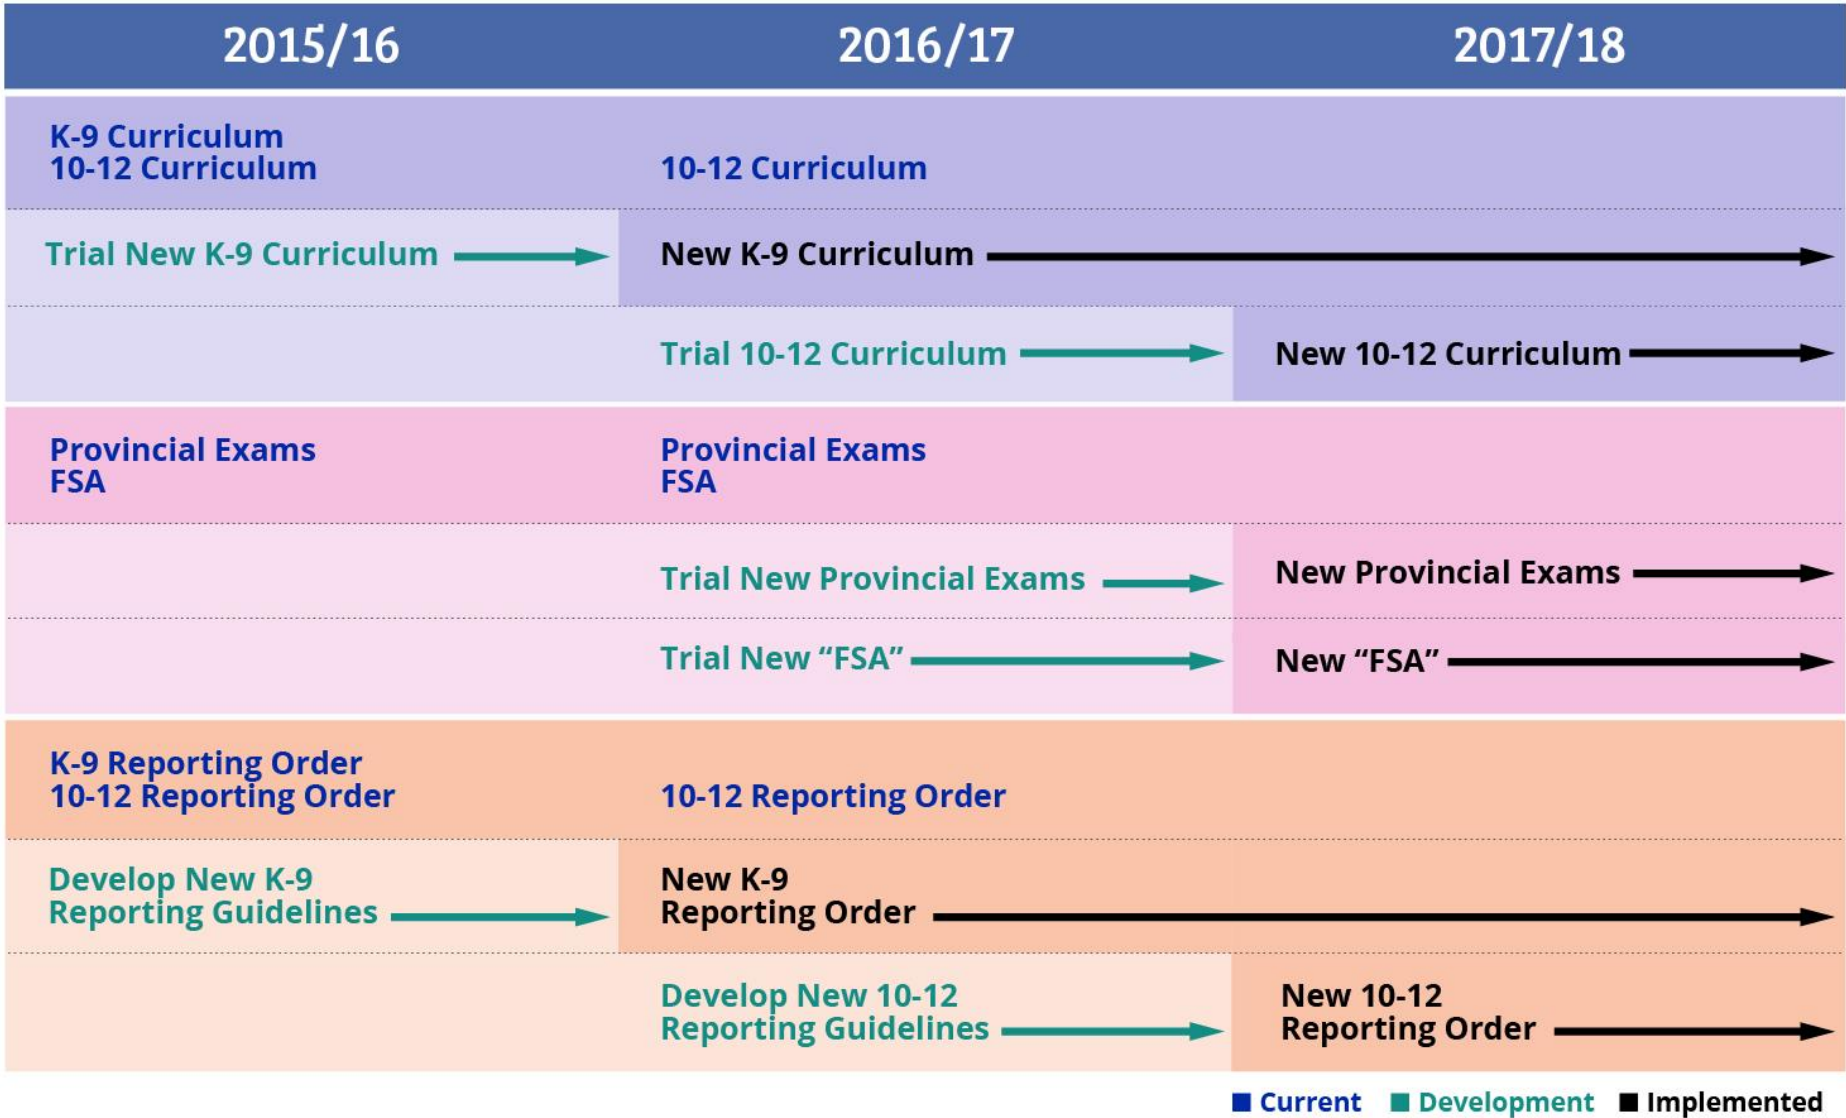 2015/16 2016/17 2017/18
K-9 Curriculum
10-12 Curriculum 10-12 Curriculum
Trial New K-9 Curriculum New K-9 Curriculum
Trial 10-12 Curriculum New 10-12 Curriculum
Provincial Exams Provincial Exams
FSA FSA
Trial New Provincial Exams New Provincial Exams
Trial New “FSA” New “FSA”
K-9 Reporting Order
10-12 Reporting Order 10-12 Reporting Order
Develop New K-9 New K-9
Reporting Guidelines Reporting Order
Develop New 10-12 New 10-12
Reporting Guidelines Reporting Order
Current Development Implemented